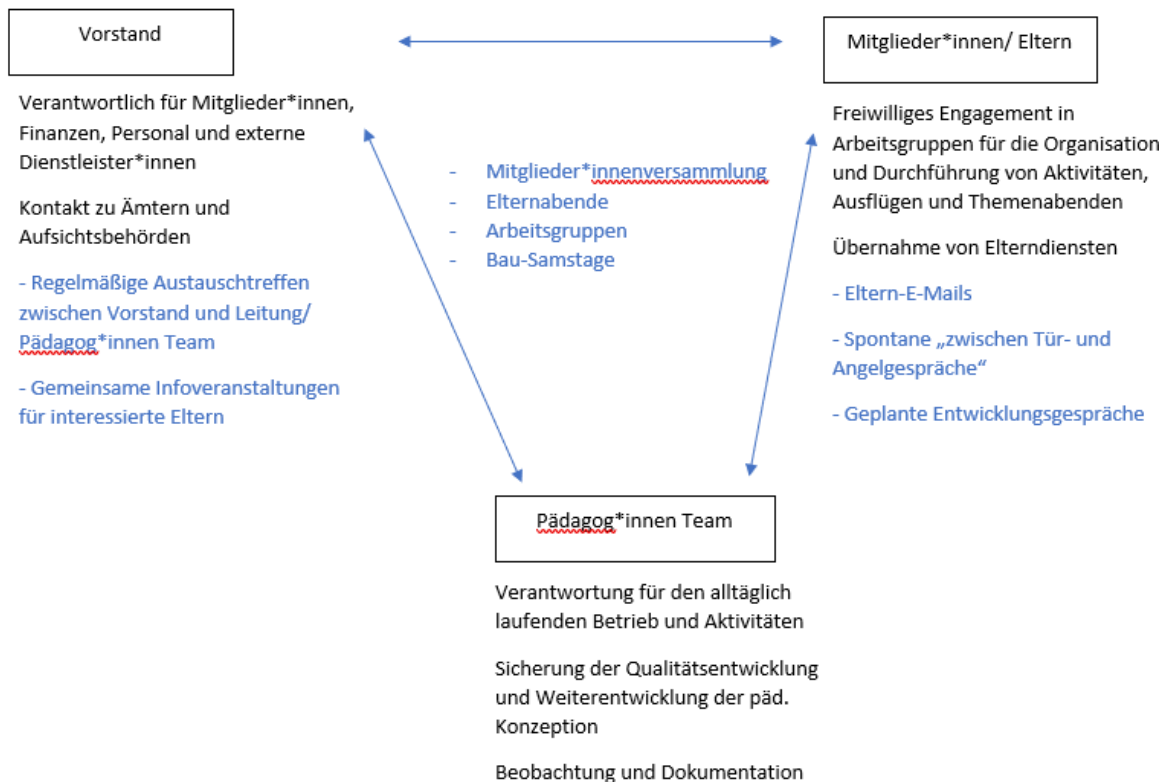 Vorstand
Verantwortlich für Mitglieder*innen,
Finanzen, Personal und externe
Dienstleister*innen
Kontakt zu Ämtern und
Aufsichtsbehörden
- Regelmäßige Austauschtreffen
zwischen Vorstand und Leitung/
Pädagog*innen Team
- Gemeinsame Infoveranstaltungen
für interessierte Eltern
- Mitglieder*innenversammlung
- Elternabende
- Arbeitsgruppen
- Bau-Samstage
Mitglieder*innen/ Eltern
Freiwilliges Engagement in
Arbeitsgruppen für die Organisation
und Durchführung von Aktivitäten,
Ausflügen und Themenabenden
Übernahme von Elterndiensten
- Eltern-E-Mails
- Spontane „zwischen Tür- und
Angelgespräche“
- Geplante Entwicklungsgespräche
Pädagog*innen Team
Verantwortung für den alltäglich
laufenden Betrieb und Aktivitäten
Sicherung der Qualitätsentwicklung
und Weiterentwicklung der päd.
Konzeption
Beobachtung und Dokumentation